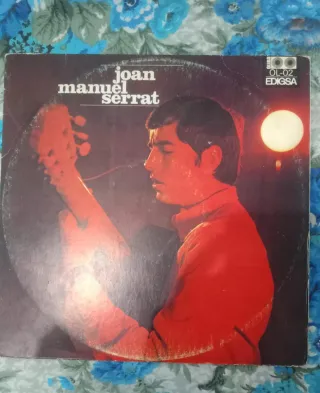 joan
manuel
serrat
OL-02
EDIGSA